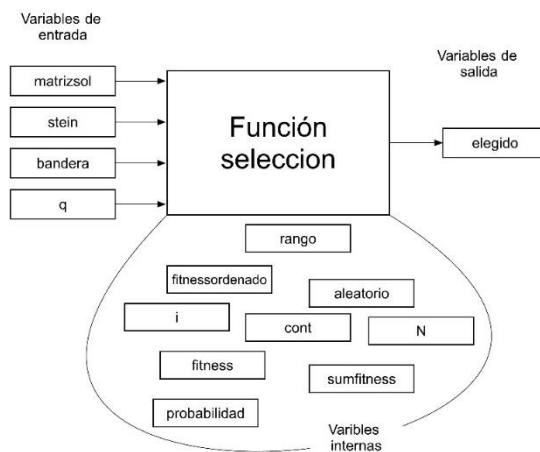 Variables de
entrada
matrizsol
stein
bandera
q
Función
seleccion
Variables de
salida
elegido
rango
fitnessordenado
aleatorio
i
cont
N
fitness
sumfitness
probabilidad
Varibles
internas